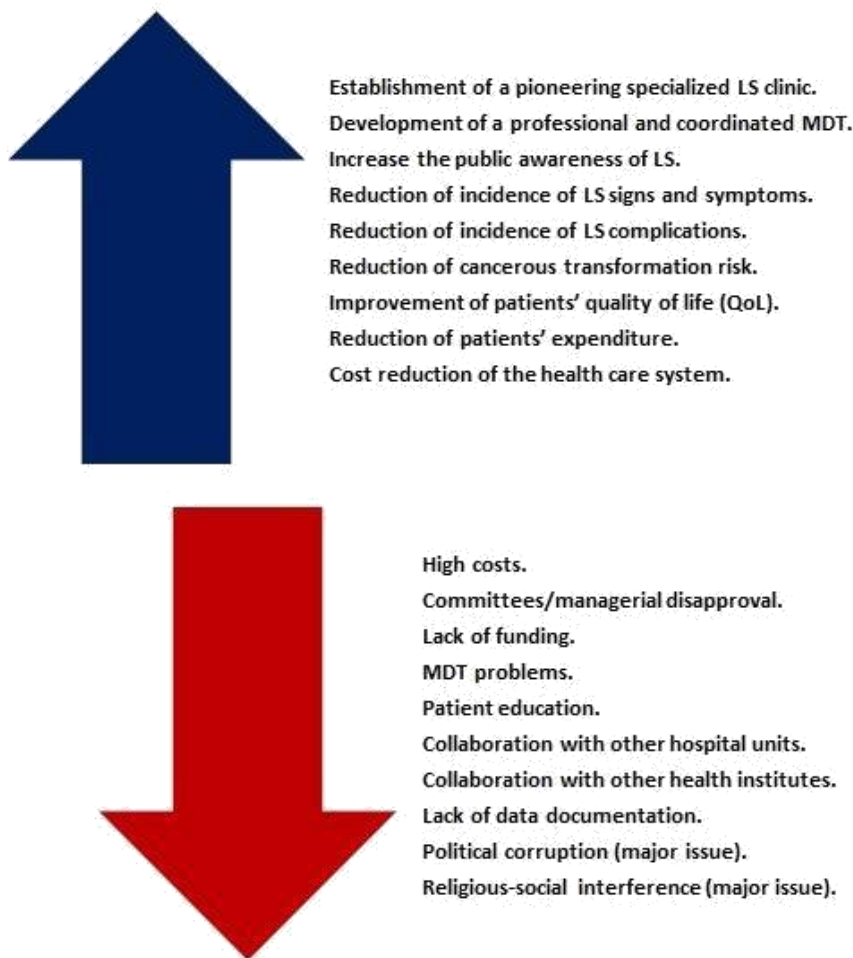 Establishment of a pioneering specialized LS clinic.
Development of a professional and coordinated MDT.
Increase the public awareness of LS.
Reduction of incidence of LS signs and symptoms.
Reduction of incidence of LS complications.
Reduction of cancerous transformation risk.
Improvement of patients’ quality of life (QoL).
Reduction of patients’ expenditure.
Cost reduction of the health care system.
High costs.
Committees/managerial disapproval.
Lack of funding.
MDT problems.
Patient education.
Collaboration with other hospital units.
Collaboration with other health institutes.
Lack of data documentation.
Political corruption (major issue).
Religious-social interference (major issue).